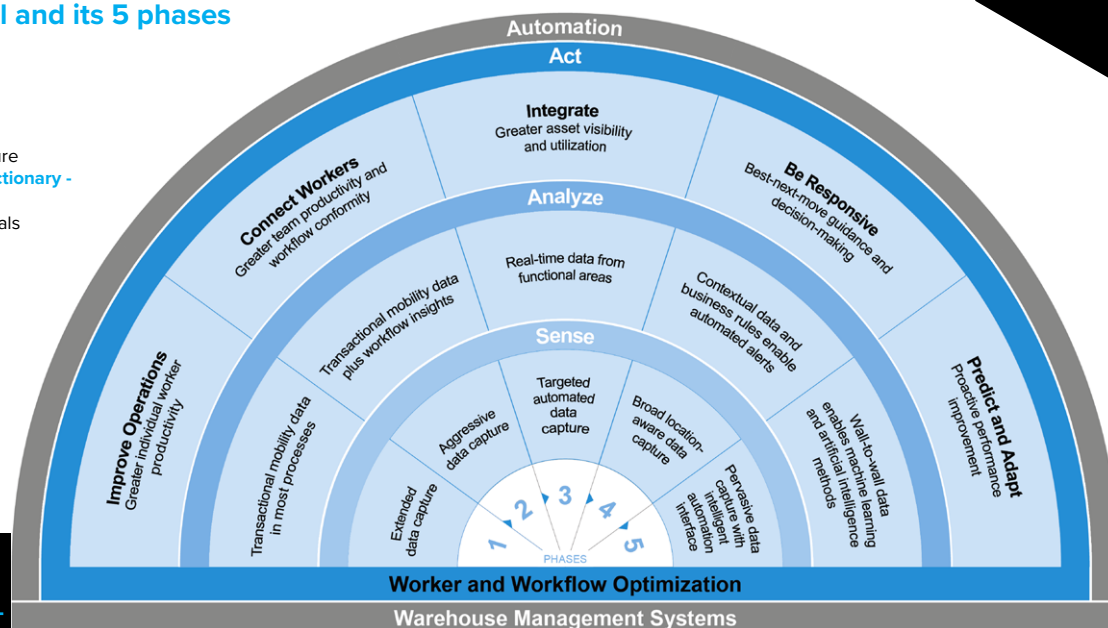 l and its 5 phases
ure
ctionary -
als
Automation
Act
Improve Operations
Greater individual worker
productivity
Connect Workers
Greater team productivity and
workflow conformity
Integrate
Greater asset visibility
and utilization
Be Responsive
Best-next-move guidance and
decision-making
Predict and Adapt
Proactive performance
improvement
Analyze
Transactional mobility data
in most processes
Transactional mobility data
plus workflow insights
Real-time data from
functional areas
Contextual data and
business rules enable
automated alerts
Wall-to-wall data
enables machine learning
and artificial intelligence
methods
Sense
Extended
data capture
Aggressive
data capture
Targeted
automated
data
capture
Broad location-
aware data
capture
Pervasive data
capture with
intelligent
automation
interface
1
2
3
4
5
PHASES
Worker and Workflow Optimization
Warehouse Management Systems